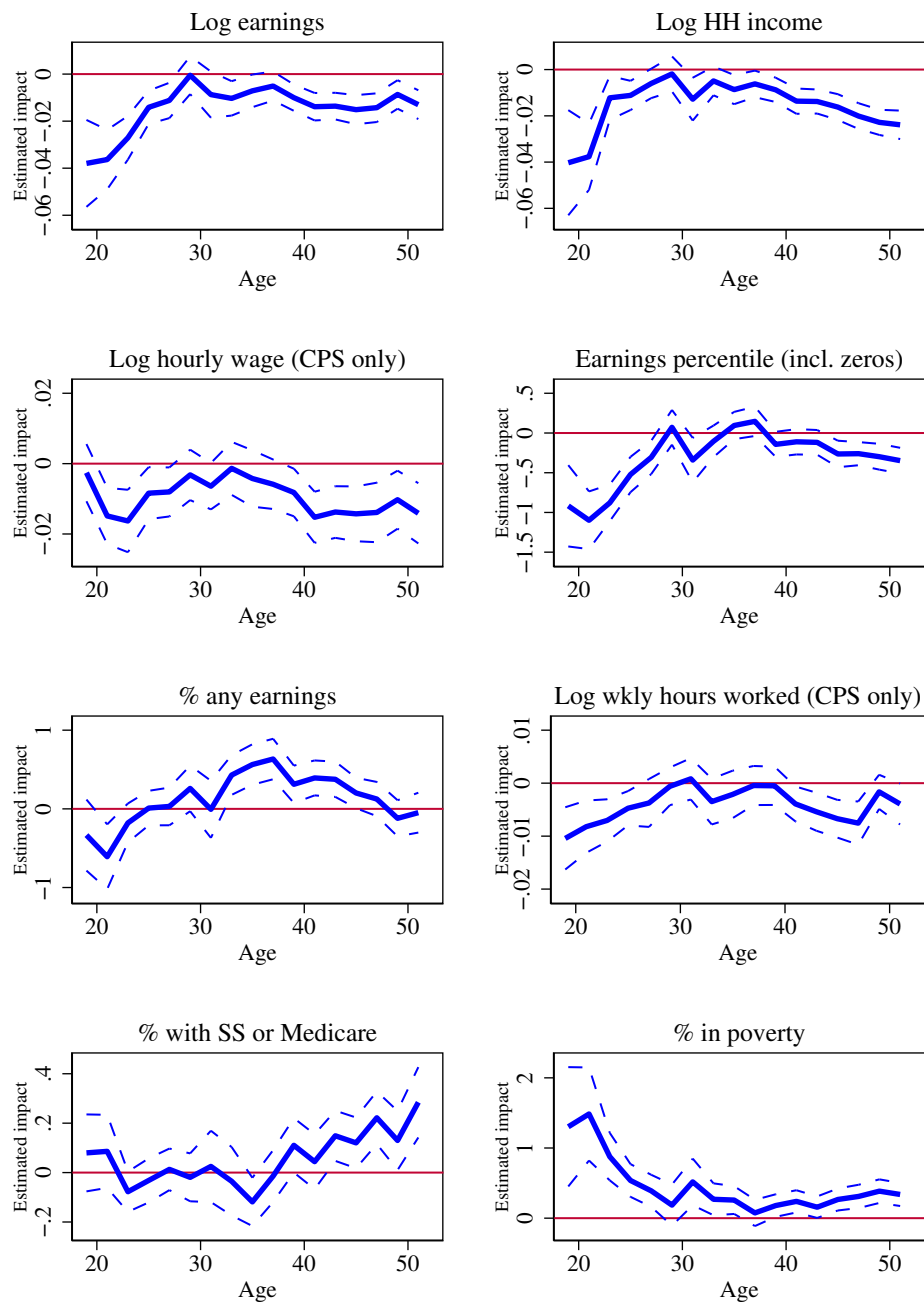 Log earnings
Estimated impact
0
−.02
−.04
−.06
20 30 40 50
Age
Log HH income
Estimated impact
0
−.02
−.04
−.06
20 30 40 50
Age
Log hourly wage (CPS only)
Estimated impact
.02
0
−.02
20 30 40 50
Age
Earnings percentile (incl. zeros)
Estimated impact
.5
0
−.5
−1
−1.5
20 30 40 50
Age
% any earnings
Estimated impact
1
0
−1
20 30 40 50
Age
Log wkly hours worked (CPS only)
Estimated impact
.01
0
−.01
−.02
20 30 40 50
Age
% with SS or Medicare
Estimated impact
.4
.2
0
−.2
20 30 40 50
Age
% in poverty
Estimated impact
2
1
0
20 30 40 50
Age